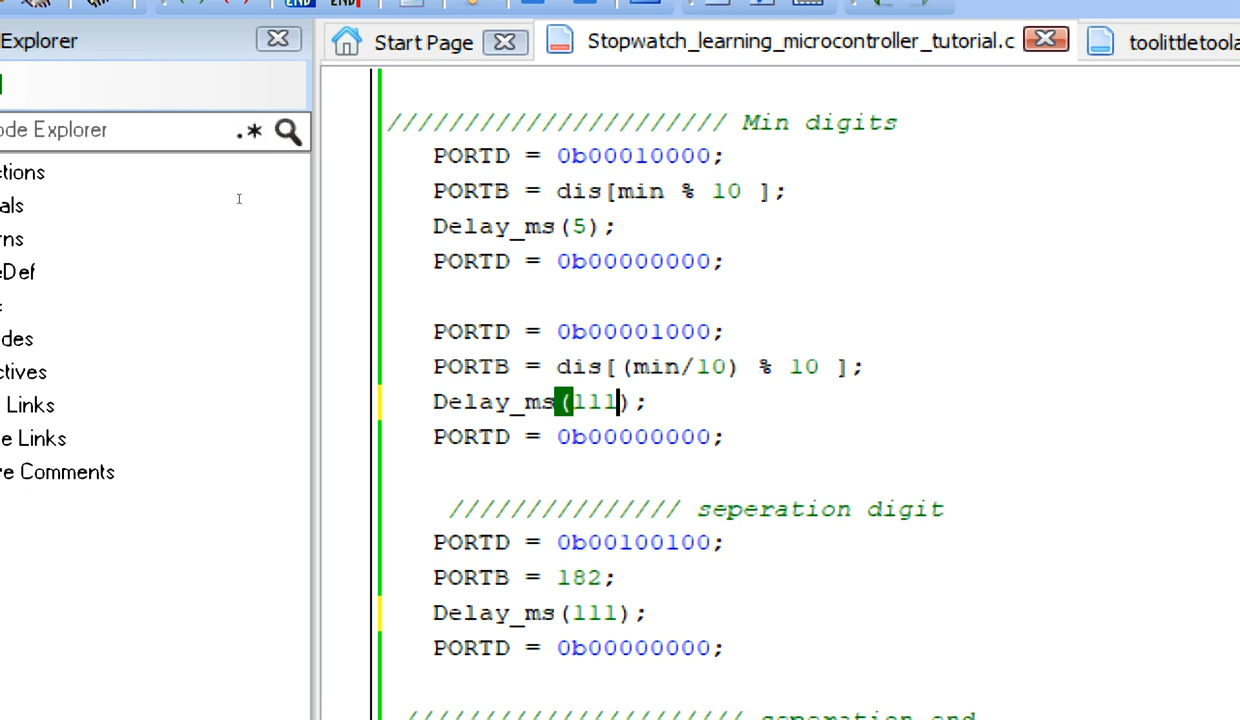 Explorer
Start Page
Stopwatch_learning_microcontroller_tutorial.c
toolittletoola
ode Explorer
.*
ctions
als
rns
eDef
des
ctives
Links
e Links
re Comments
////////////////////// Min digits
PORTD = 0b00010000;
PORTB = dis[min % 10 ];
Delay_ms(5);
PORTD = 0b00000000;
PORTD = 0b00001000;
PORTB = dis[(min/10) % 10 ];
Delay_ms(111);
PORTD = 0b00000000;
/////////////// seperation digit
PORTD = 0b00100100;
PORTB = 182;
Delay_ms(111);
PORTD = 0b00000000;
////////////////////// seperation end